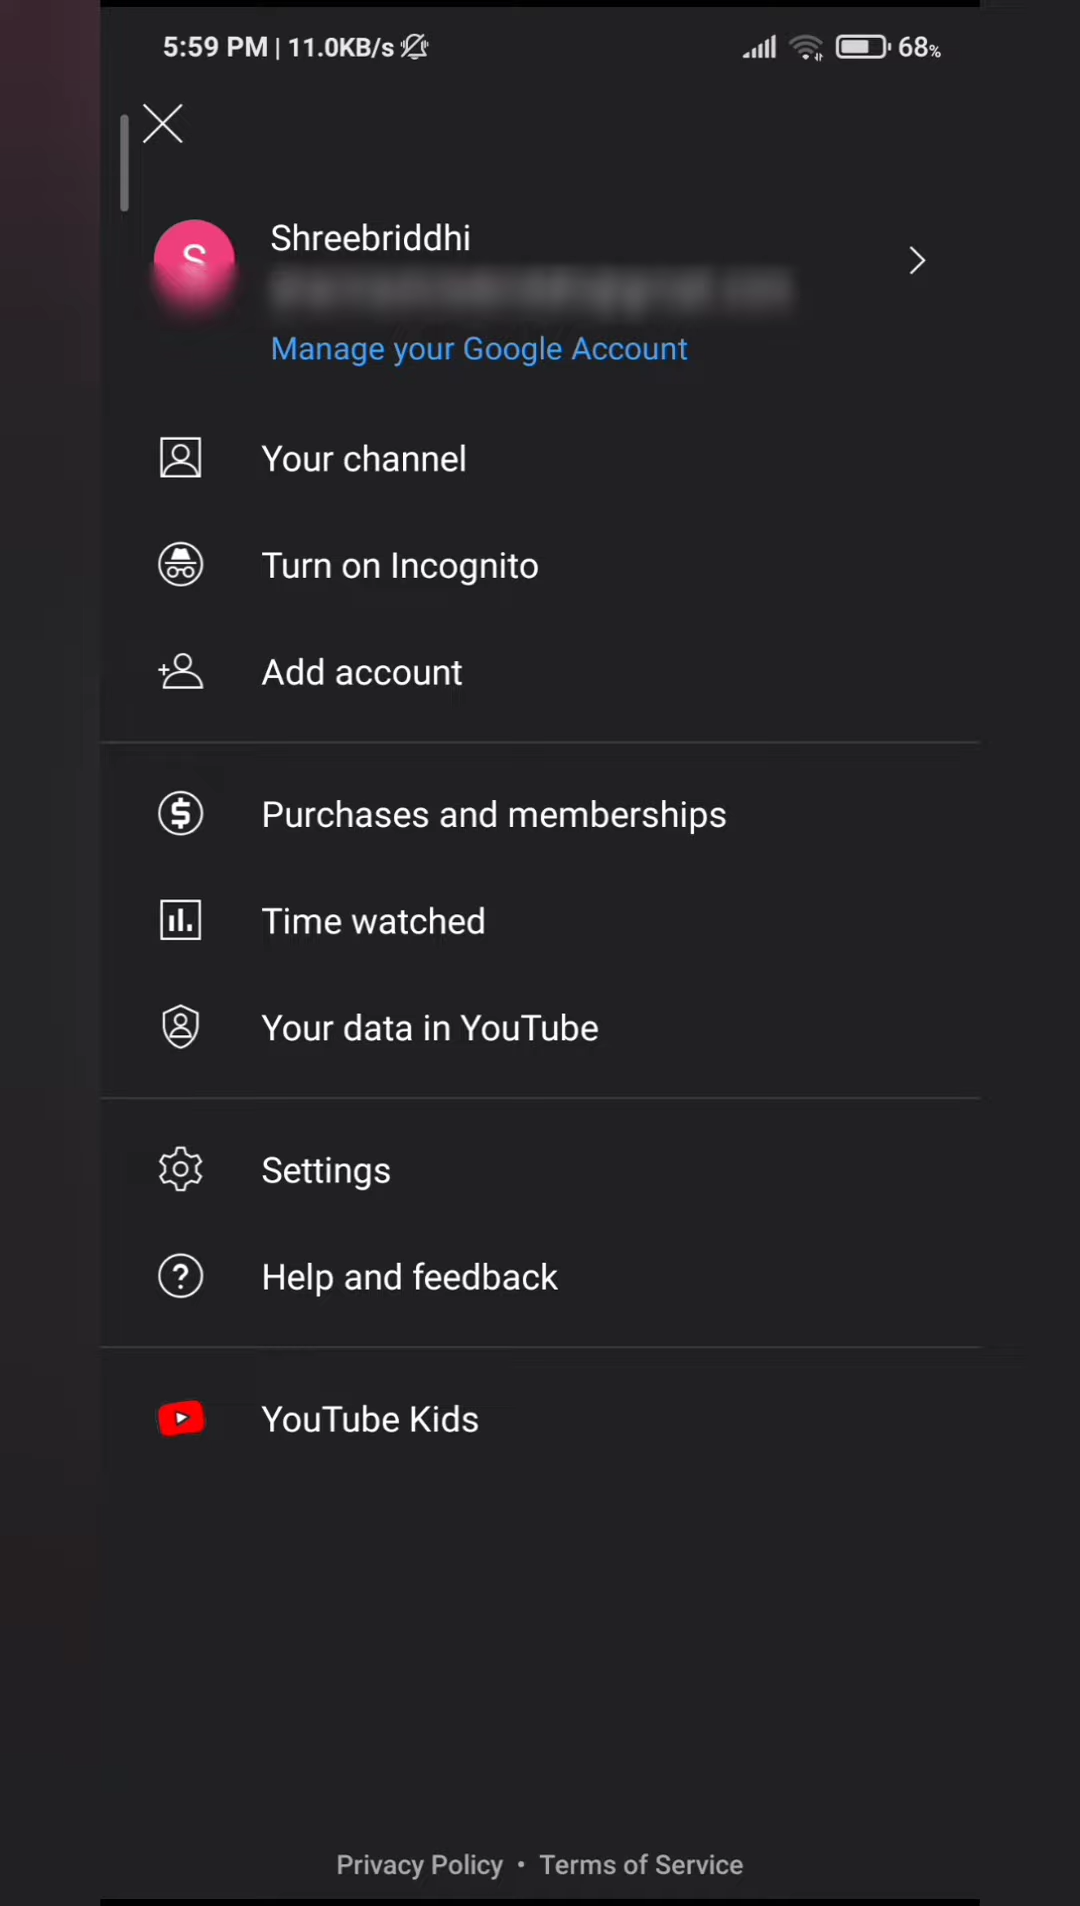 5:59 PM | 11.0KB/s
68%
S
Shreebriddhi
Manage your Google Account
Your channel
Turn on Incognito
Add account
Purchases and memberships
Time watched
Your data in YouTube
Settings
Help and feedback
YouTube Kids
Privacy Policy • Terms of Service